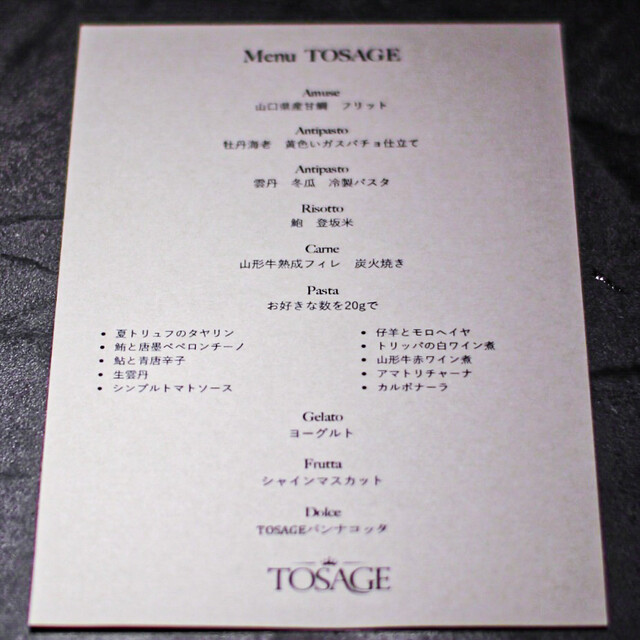 Menu TOSAGE
Amuse
山口県産甘鯛　フリット
Antipasto
牡丹海老　黄色いガスパチョ仕立て
Antipasto
雲丹　冬瓜　冷製パスタ
Risotto
鮑　登坂米
Carne
山形牛熟成フィレ　炭火焼き
Pasta
お好きな数を20gで
• 夏トリュフのタヤリン
• 鮪と唐墨ペペロンチーノ
• 鮎と青唐辛子
• 生雲丹
• シンプルトマトソース
• 仔羊とモロヘイヤ
• トリッパの白ワイン煮
• 山形牛赤ワイン煮
• アマトリチャーナ
• カルボナーラ
Gelato
ヨーグルト
Frutta
シャインマスカット
Dolce
TOSAGEパンナコッタ
TOSAGE